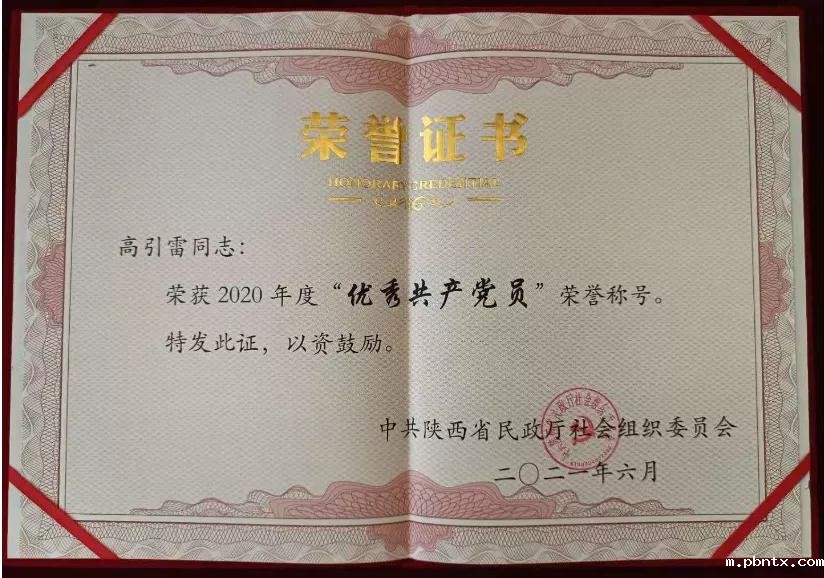 荣誉证书
HONORARY CREDENTIAL
高引雷同志：
荣获2020年度“优秀共产党员”荣誉称号。
特发此证，以资鼓励。
中共陕西省民政厅社会组织委员会
二〇二一年六月
m.pbntx.com